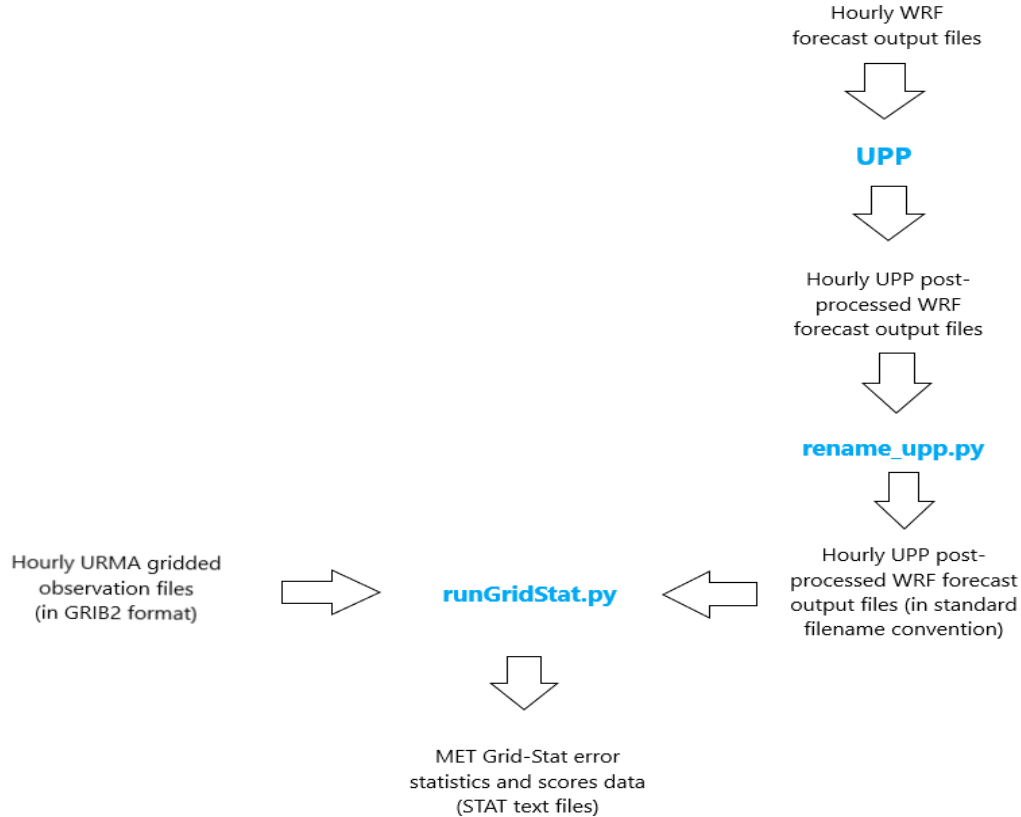 Hourly WRF
forecast output files
UPP
Hourly UPP post-
processed WRF
forecast output files
rename_upp.py
Hourly UPP post-
processed WRF forecast
output files (in standard
filename convention)
Hourly URMA gridded
observation files
(in GRIB2 format)
runGridStat.py
MET Grid-Stat error
statistics and scores data
(STAT text files)